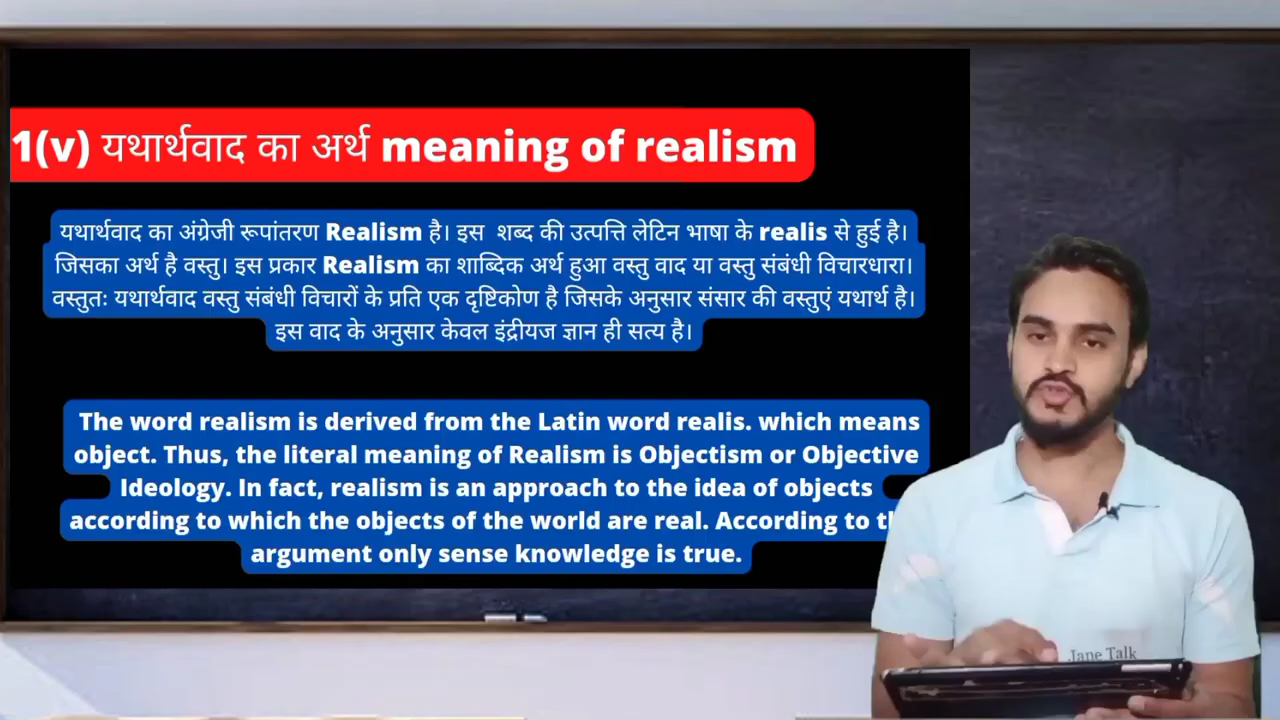 1(v) यथार्थवाद का अर्थ meaning of realism
यथार्थवाद का अंग्रेजी रूपांतरण Realism है। इस शब्द की उत्पत्ति लेटिन भाषा के realis से हुई है।
जिसका अर्थ है वस्तु। इस प्रकार Realism का शाब्दिक अर्थ हुआ वस्तु वाद या वस्तु संबंधी विचारधारा।
वस्तुतः यथार्थवाद वस्तु संबंधी विचारों के प्रति एक दृष्टिकोण है जिसके अनुसार संसार की वस्तुएं यथार्थ है।
इस वाद के अनुसार केवल इंद्रीयज ज्ञान ही सत्य है।
The word realism is derived from the Latin word realis. which means
object. Thus, the literal meaning of Realism is Objectism or Objective
Ideology. In fact, realism is an approach to the idea of objects
according to which the objects of the world are real. According to
argument only sense knowledge is true.
Jane Talk